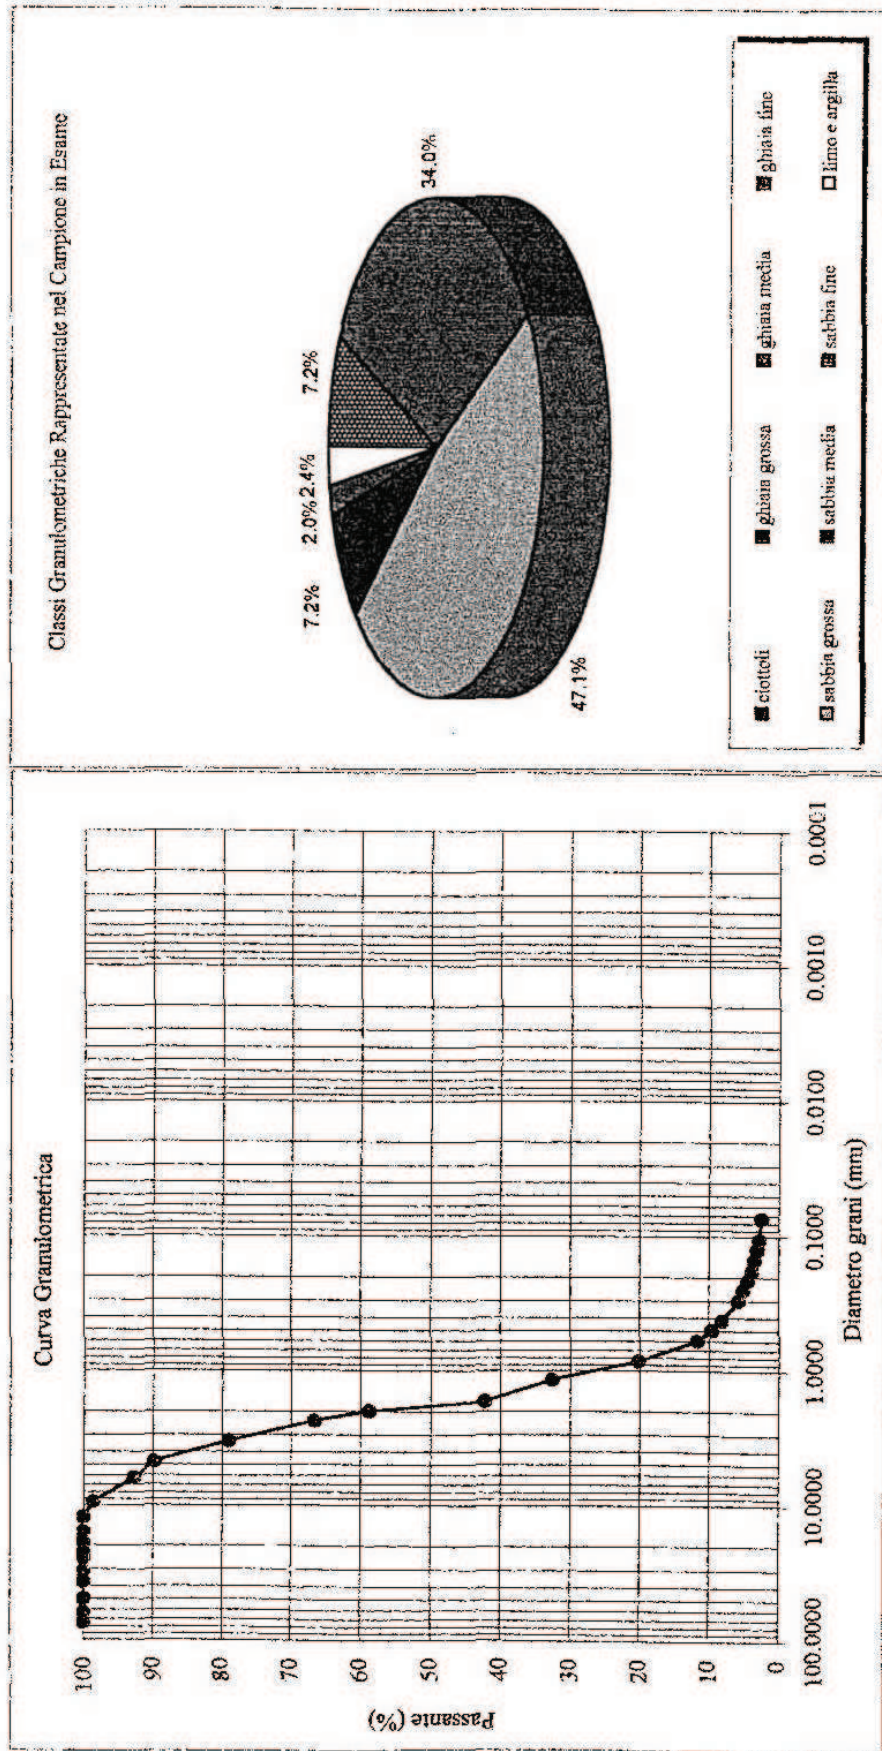 Curva Granulometrica
Passante (%)
100
90
80
70
60
50
40
30
20
10
0
100.0000
10.0000
1.0000
0.1000
0.0100
0.0010
0.0001
Diametro grani (mm)
Classi Granulometriche Rappresentate nel Campione in Esame
7.2%
2.0%
2.4%
7.2%
34.0%
47.1%
ciottoli
ghiaia grossa
ghiaia media
ghiaia fine
sabbia grossa
sabbia media
sabbia fine
limo e argilla